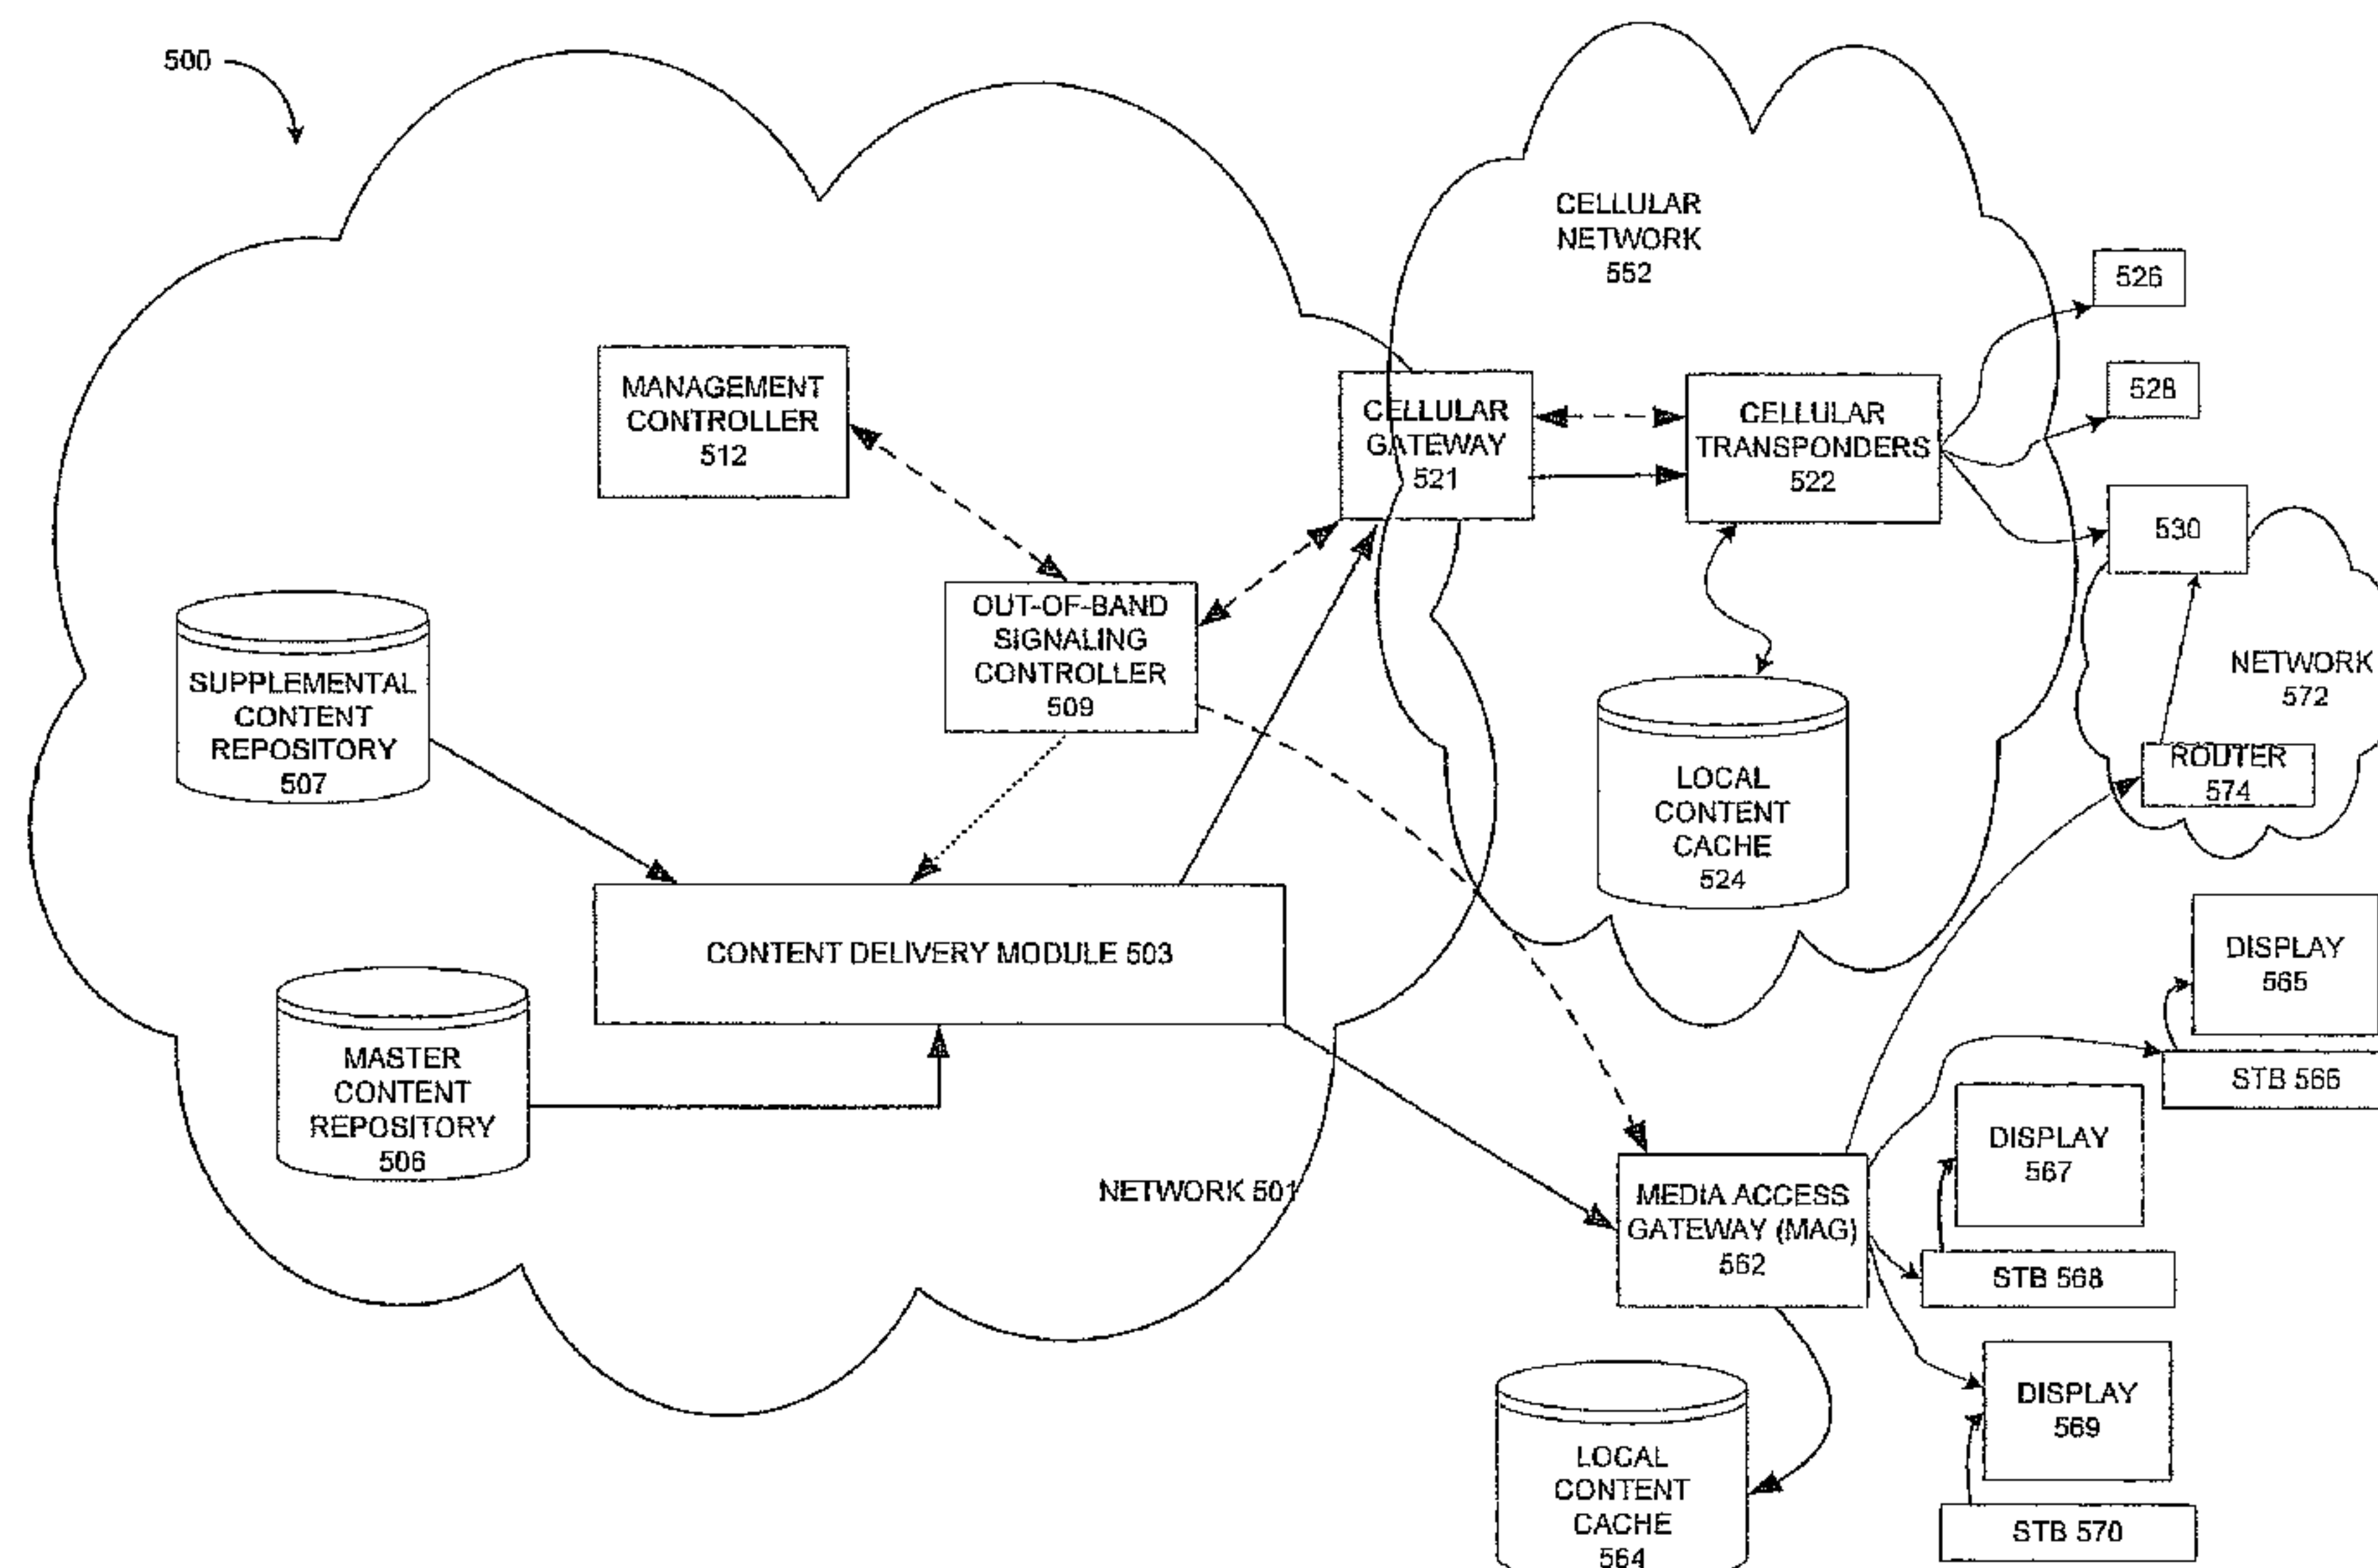 500
CELLULAR
NETWORK
552
526
MANAGEMENT
CONTROLLER
512
CELLULAR
GATEWAY
521
CELLULAR
TRANSPONDERS
522
528
530
OUT-OF-BAND
SIGNALING
CONTROLLER
509
NETWORK
572
SUPPLEMENTAL
CONTENT
REPOSITORY
507
ROUTER
574
LOCAL
CONTENT
CACHE
524
CONTENT DELIVERY MODULE 503
DISPLAY
565
MASTER
CONTENT
REPOSITORY
506
STB 566
DISPLAY
567
NETWORK 501
MEDIA ACCESS
GATEWAY (MAG)
562
STB 568
DISPLAY
569
LOCAL
CONTENT
CACHE
564
STB 570